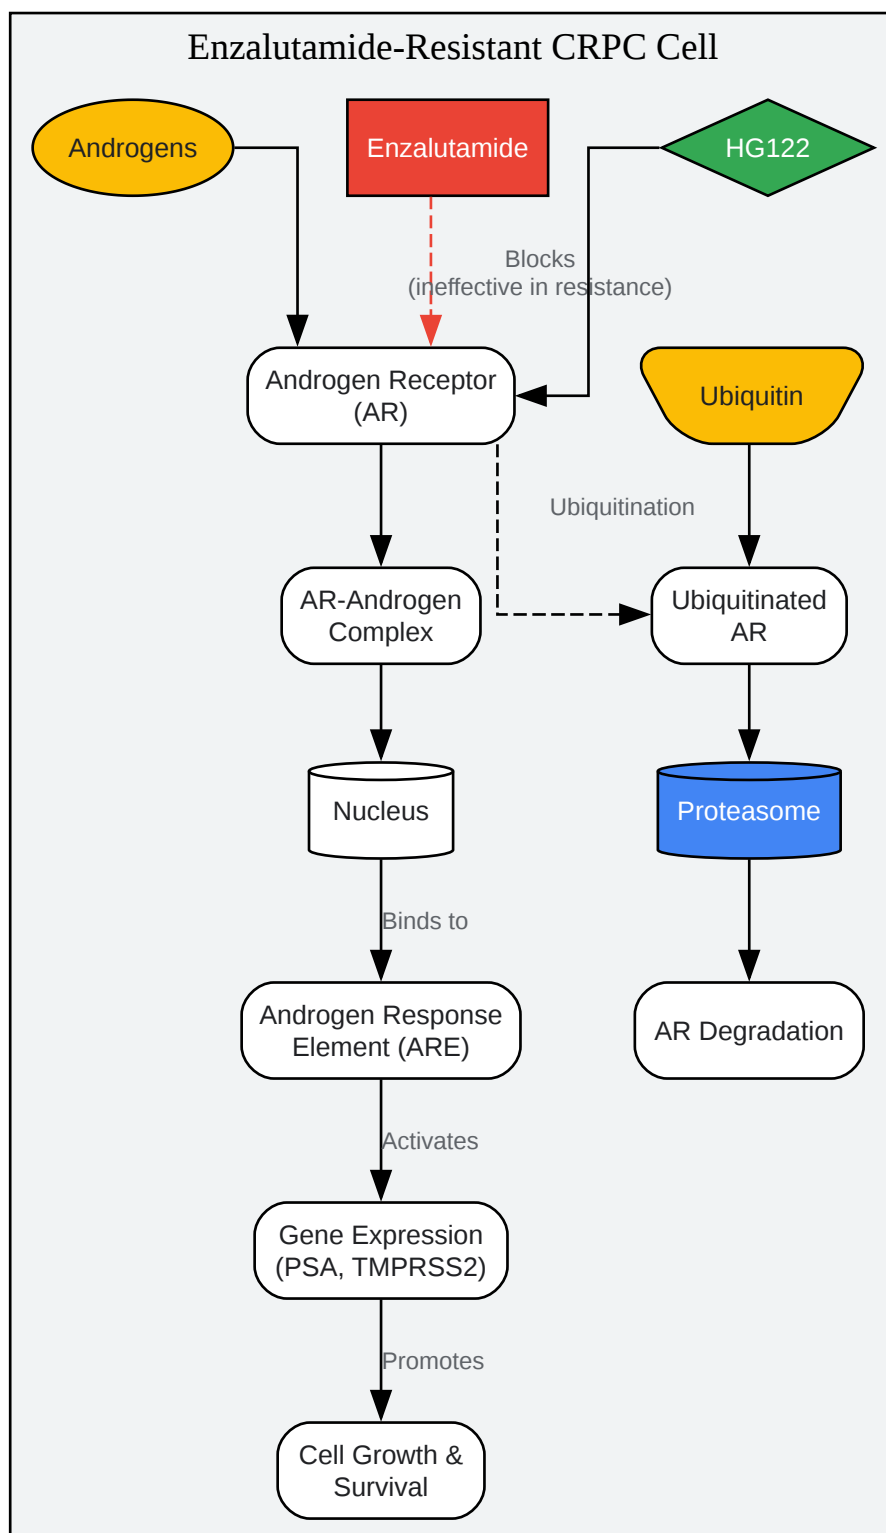 Enzalutamide-Resistant CRPC Cell
Androgens
Enzalutamide
HG122
Blocks
(ineffective in resistance)
Androgen Receptor
(AR)
Ubiquitin
Ubiquitination
AR-Androgen
Complex
Ubiquitinated
AR
Nucleus
Proteasome
Binds to
Androgen Response
Element (ARE)
AR Degradation
Activates
Gene Expression
(PSA, TMPRSS2)
Promotes
Cell Growth &
Survival